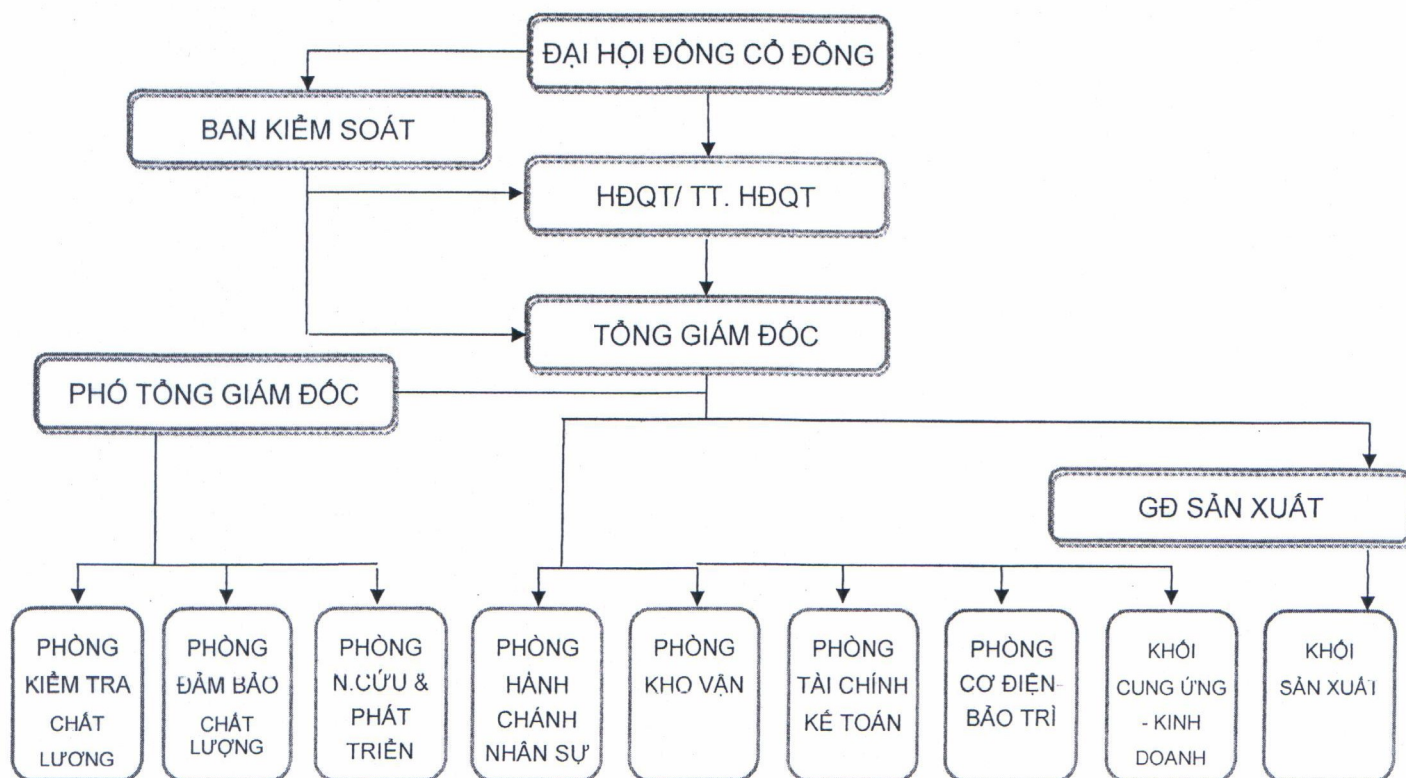 ĐẠI HỘI ĐỒNG CỔ ĐÔNG
BAN KIỂM SOÁT
HĐQT/ TT. HĐQT
TỔNG GIÁM ĐỐC
PHÓ TỔNG GIÁM ĐỐC
GĐ SẢN XUẤT
PHÒNG
KIỂM TRA
CHẤT
LƯƠNG
PHÒNG
ĐẢM BẢO
CHẤT
LƯỢNG
PHÒNG
N.CỨU &
PHÁT
TRIỂN
PHÒNG
HÀNH
CHÁNH
NHÂN SỰ
PHÒNG
KHO VẬN
PHÒNG
TÀI CHÍNH
KẾ TOÁN
PHÒNG
CƠ ĐIỆN-
BẢO TRÌ
KHỐI
CUNG ỨNG
- KINH
DOANH
KHỐI
SẢN XUẤT